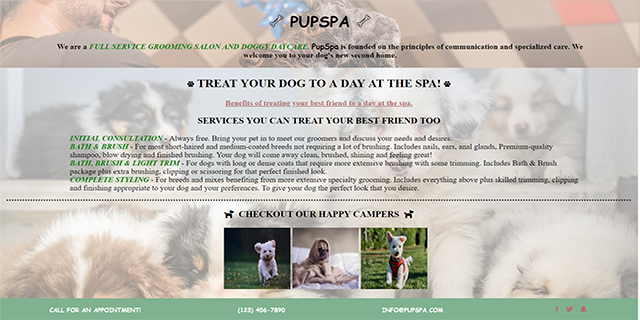 PUPSPA
We are a FULL SERVICE GROOMING SALON AND DOGGY DAYCARE. PupSpa is founded on the principles of communication and specialized care. We
welcome you to your dog's new second home.
TREAT YOUR DOG TO A DAY AT THE SPA!
Benefits of treating your best friend to a day at the spa.
SERVICES YOU CAN TREAT YOUR BEST FRIEND TOO
INITIAL CONSULTATION - Always free. Bring your pet in to meet our groomers and discuss your needs and desires.
BATH & BRUSH - For most short-haired and medium-coated breeds not requiring a lot of brushing. Includes nails, ears, anal glands, Premium-quality
shampoo, blow drying and finished brushing. Your dog will come away clean, brushed, shining and feeling great!
BATH, BRUSH & LIGHT TRIM - For dogs with long or dense coats that require more extensive brushing with some trimming. Includes Bath & Brush
package plus extra brushing, clipping or scissoring for that perfect finished look.
COMPLETE STYLING - For breeds and mixes benefiting from more extensive specialty grooming. Includes everything above plus skilled trimming, clipping
and finishing appropriate to your dog and your preferences. To give your dog the perfect look that you desire.
CHECKOUT OUR HAPPY CAMPERS
CALL FOR AN APPOINTMENT! (123) 456-7890 INFO@PUPSPA.COM